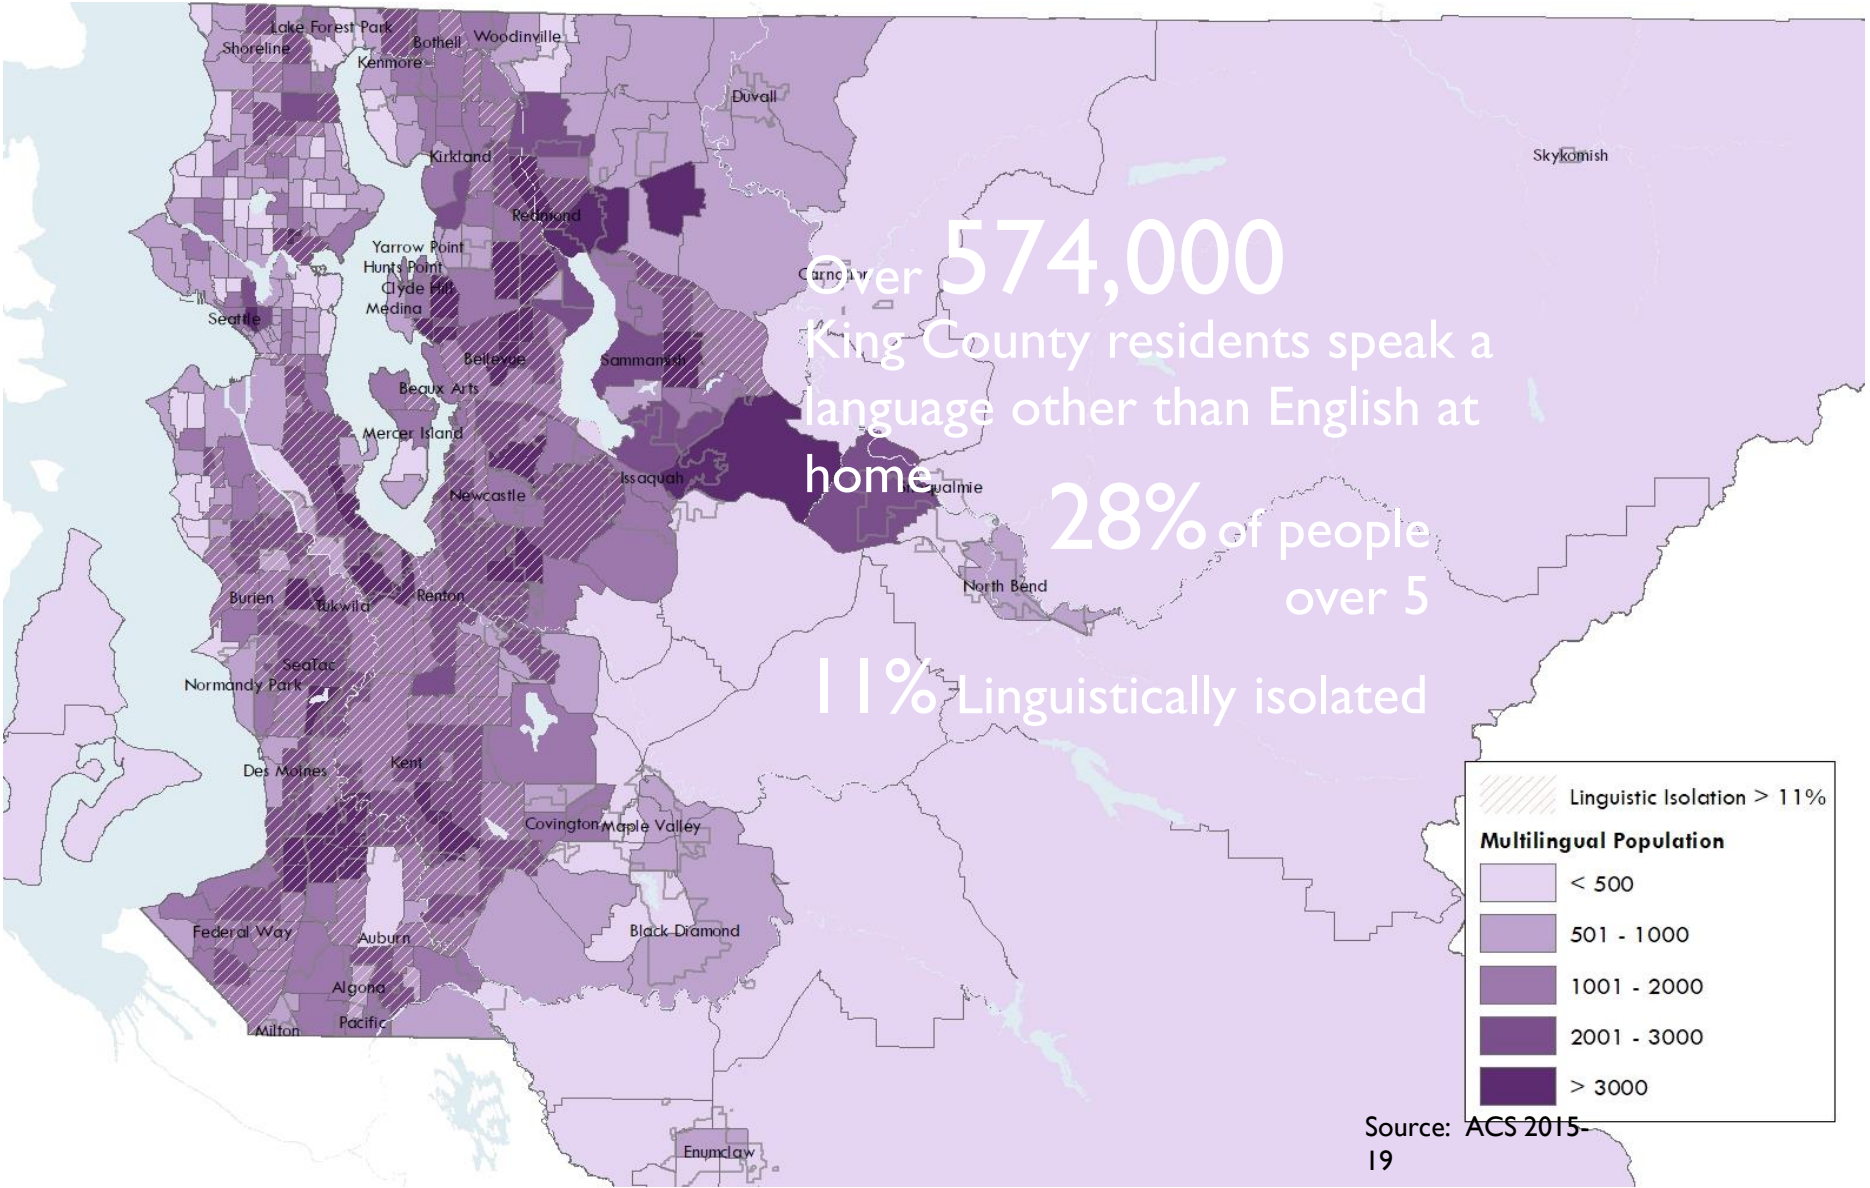 Lake Forest Park
Shoreline
Bothell
Woodinville
Kenmore
Duvall
Kirkland
Skykomish
Redmond
Yarrow Point
Hunts Point
Clyde Hill
Medina
Carnation
Seattle
Bellevue
Sammamish
Beaux Arts
Mercer Island
Issaquah
Newcastle
Snoqualmie
North Bend
Burien
Tukwila
Renton
SeaTac
Normandy Park
Des Moines
Kent
Covington
Maple Valley
Federal Way
Auburn
Black Diamond
Algona
Milton
Pacific
Enumclaw
Over 574,000
King County residents speak a
language other than English at
home
28% of people
over 5
11% Linguistically isolated
Linguistic Isolation > 11%
Multilingual Population
< 500
501 - 1000
1001 - 2000
2001 - 3000
> 3000
Source: ACS 2015-
19